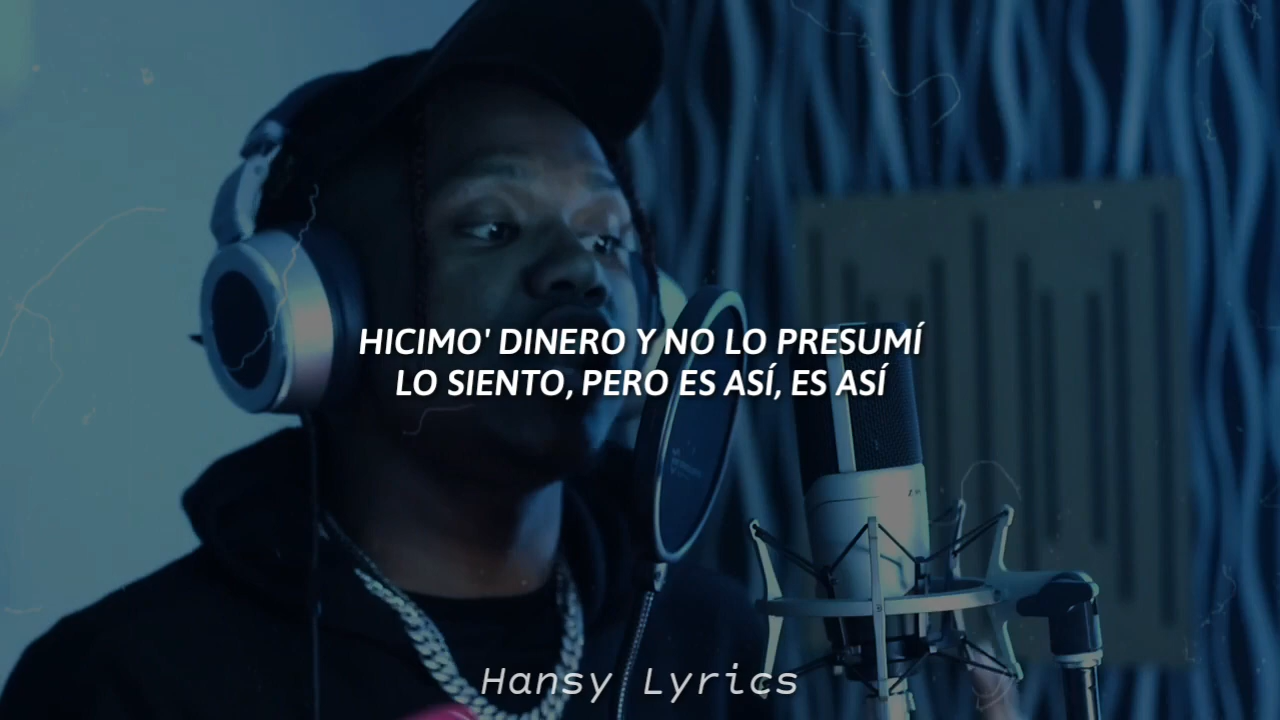 HICIMO' DINERO Y NO LO PRESUMÍ
LO SIENTO, PERO ES ASÍ, ES ASÍ
Hansy Lyrics